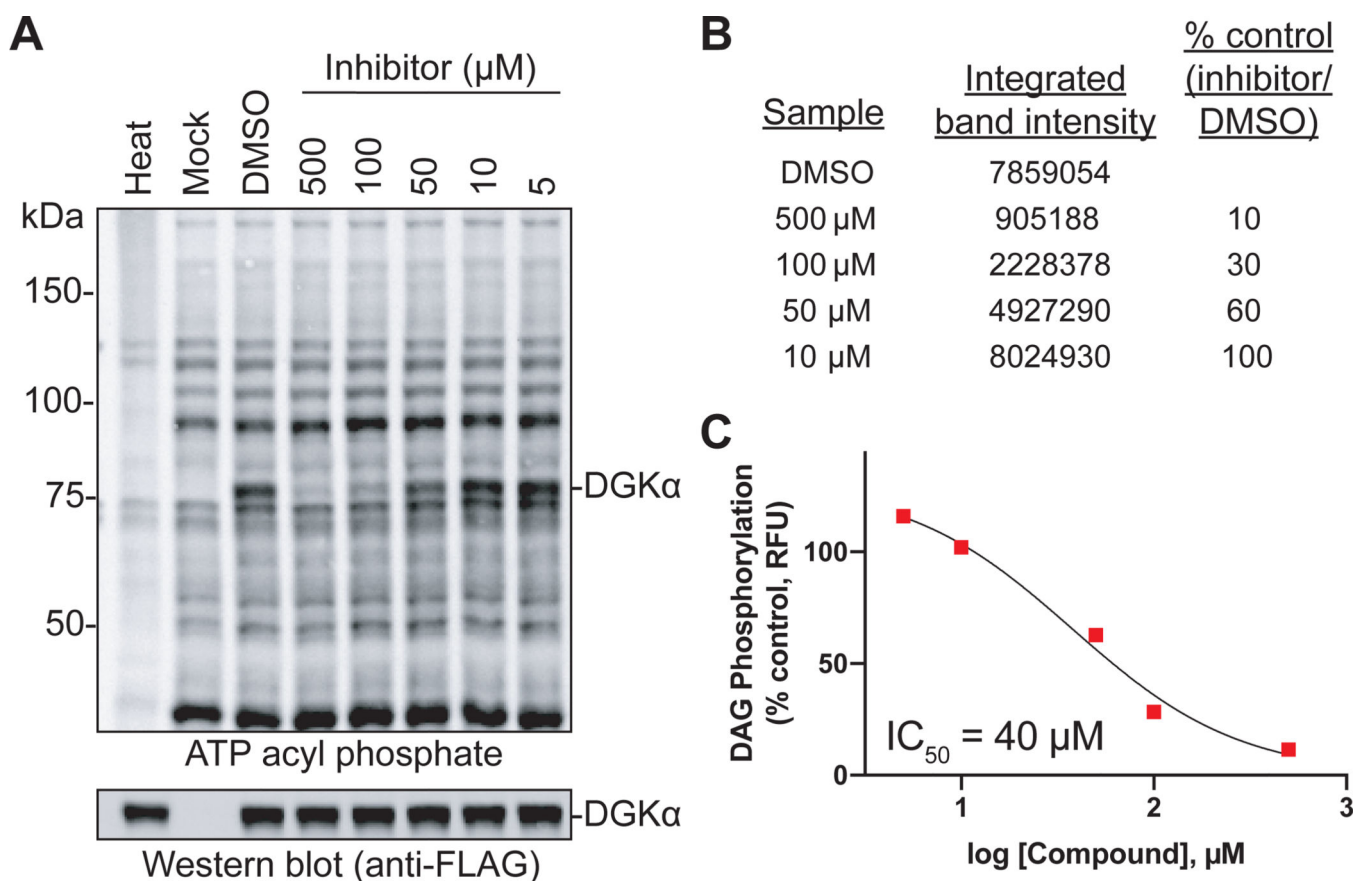 A
Inhibitor (µM)
Heat
Mock
DMSO
500
100
50
10
5
kDa
150-
100-
75-
50-
-DGKα
ATP acyl phosphate
-DGKα
Western blot (anti-FLAG)
B
% control
Integrated (inhibitor/
Sample band intensity DMSO)
DMSO 7859054
500 µM 905188 10
100 µM 2228378 30
50 µM 4927290 60
10 µM 8024930 100
C
DAG Phosphorylation
(% control, RFU)
100
50
0
IC50 = 40 µM
1 2 3
log [Compound], µM